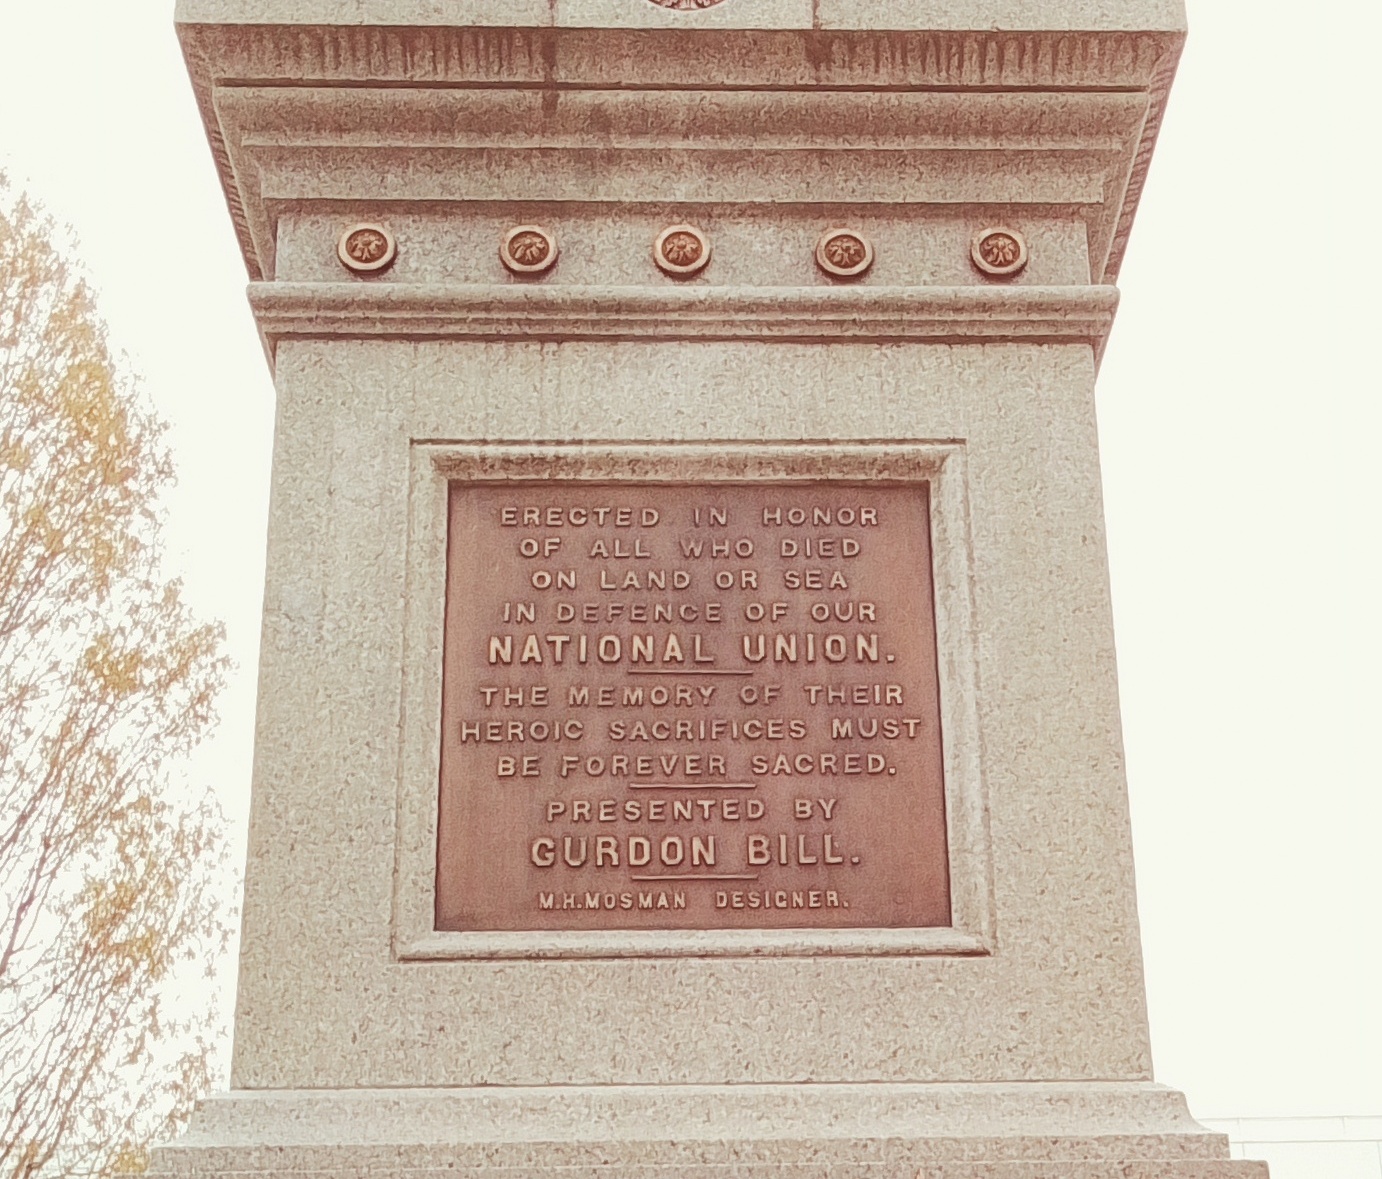 ERECTED IN HONOR
OF ALL WHO DIED
ON LAND OR SEA
IN DEFENCE OF OUR
NATIONAL UNION.
THE MEMORY OF THEIR
HEROIC SACRIFICES MUST
BE FOREVER SACRED.
PRESENTED BY
GURDON BILL.
M.H.MOSMAN DESIGNER.